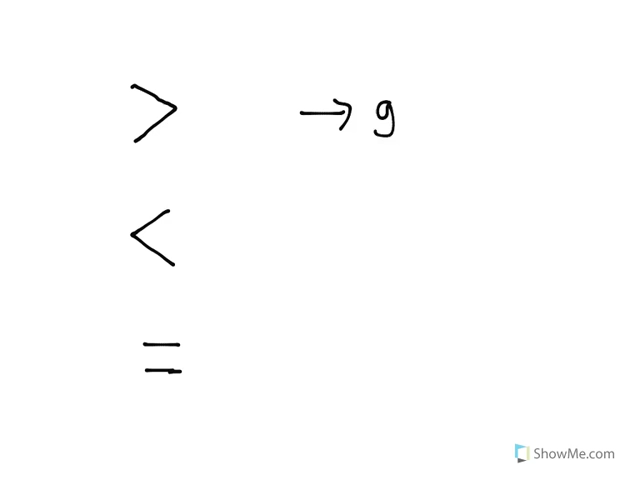 > → g
<
=
ShowMe.com